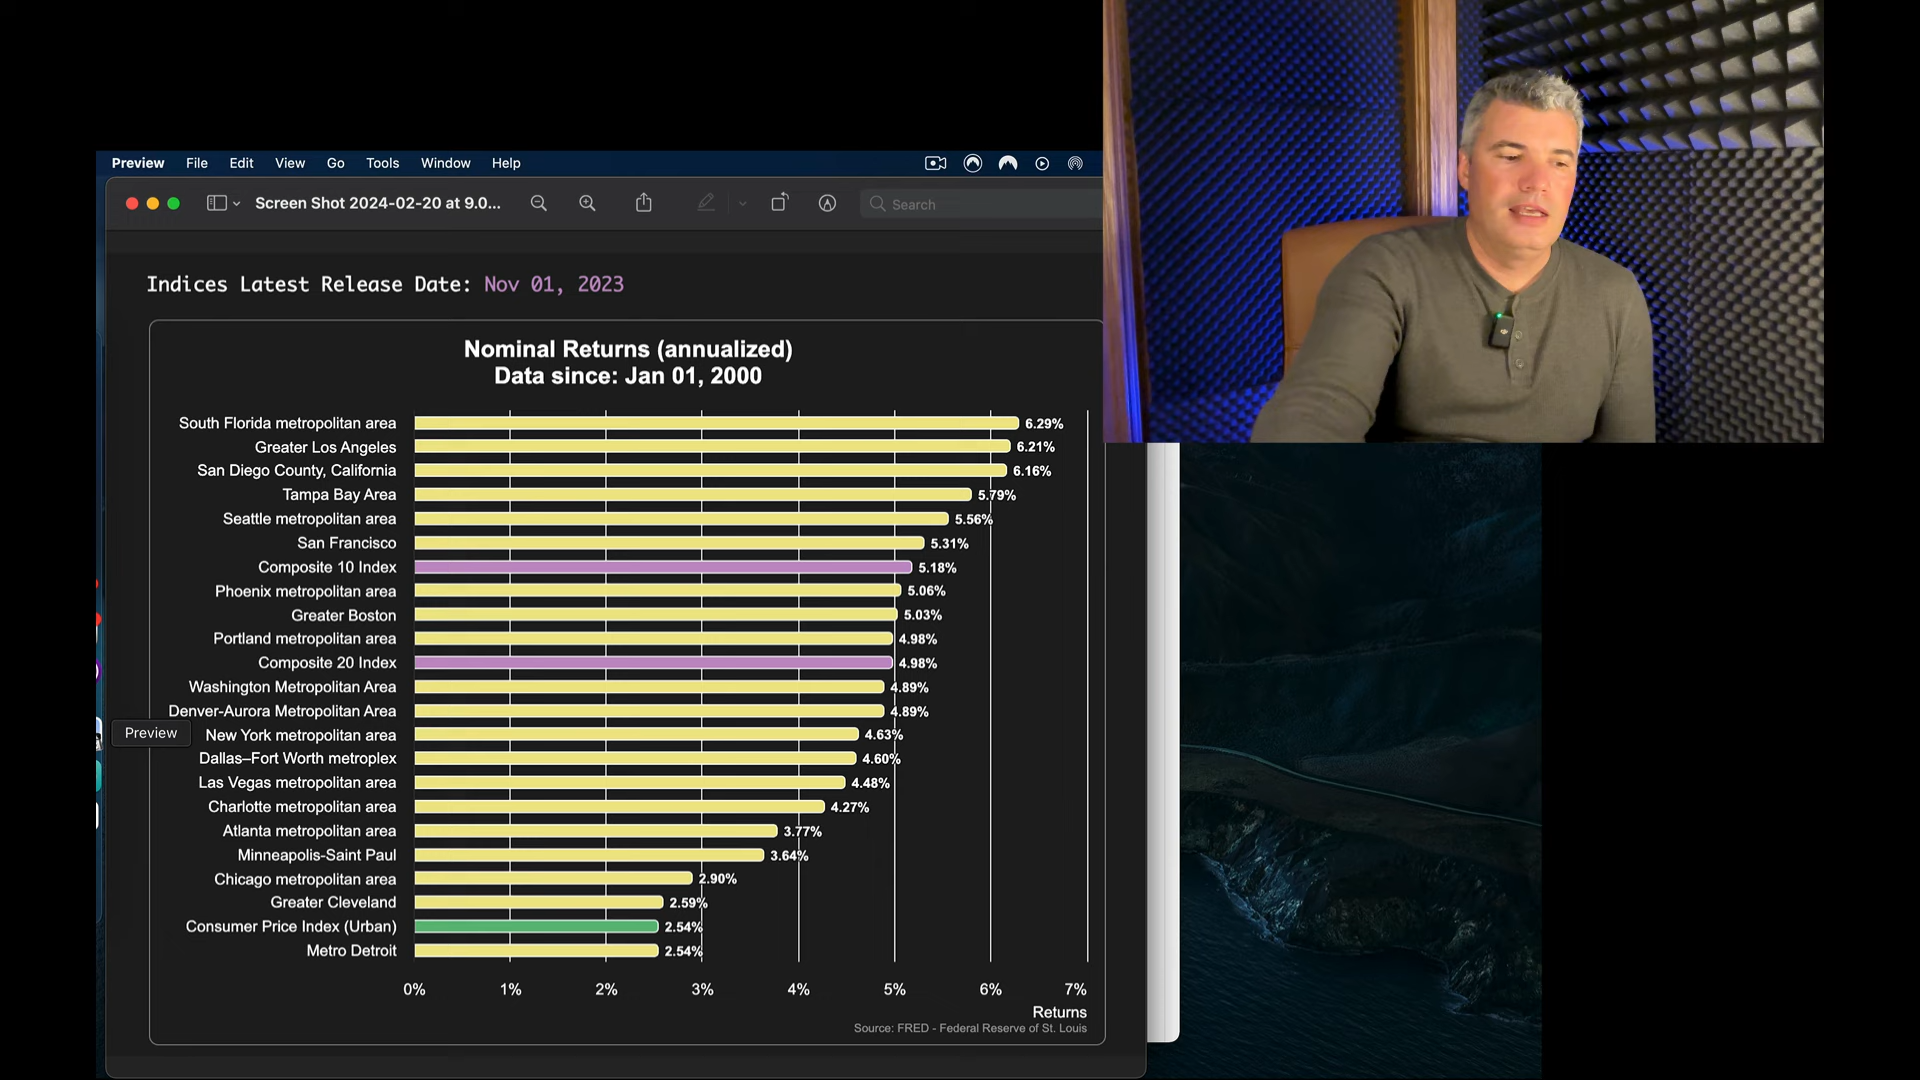 Preview File Edit View Go Tools Window Help
Screen Shot 2024-02-20 at 9.0... Search
Indices Latest Release Date: Nov 01, 2023
Nominal Returns (annualized)
Data since: Jan 01, 2000
South Florida metropolitan area 6.29%
Greater Los Angeles 6.21%
San Diego County, California 6.16%
Tampa Bay Area 5.79%
Seattle metropolitan area 5.56%
San Francisco 5.31%
Composite 10 Index 5.18%
Phoenix metropolitan area 5.06%
Greater Boston 5.03%
Portland metropolitan area 4.98%
Composite 20 Index 4.98%
Washington Metropolitan Area 4.89%
Denver-Aurora Metropolitan Area 4.89%
Preview
New York metropolitan area 4.63%
Dallas–Fort Worth metroplex 4.60%
Las Vegas metropolitan area 4.48%
Charlotte metropolitan area 4.27%
Atlanta metropolitan area 3.77%
Minneapolis-Saint Paul 3.64%
Chicago metropolitan area 2.90%
Greater Cleveland 2.59%
Consumer Price Index (Urban) 2.54%
Metro Detroit 2.54%
0% 1% 2% 3% 4% 5% 6% 7%
Returns
Source: FRED - Federal Reserve of St. Louis